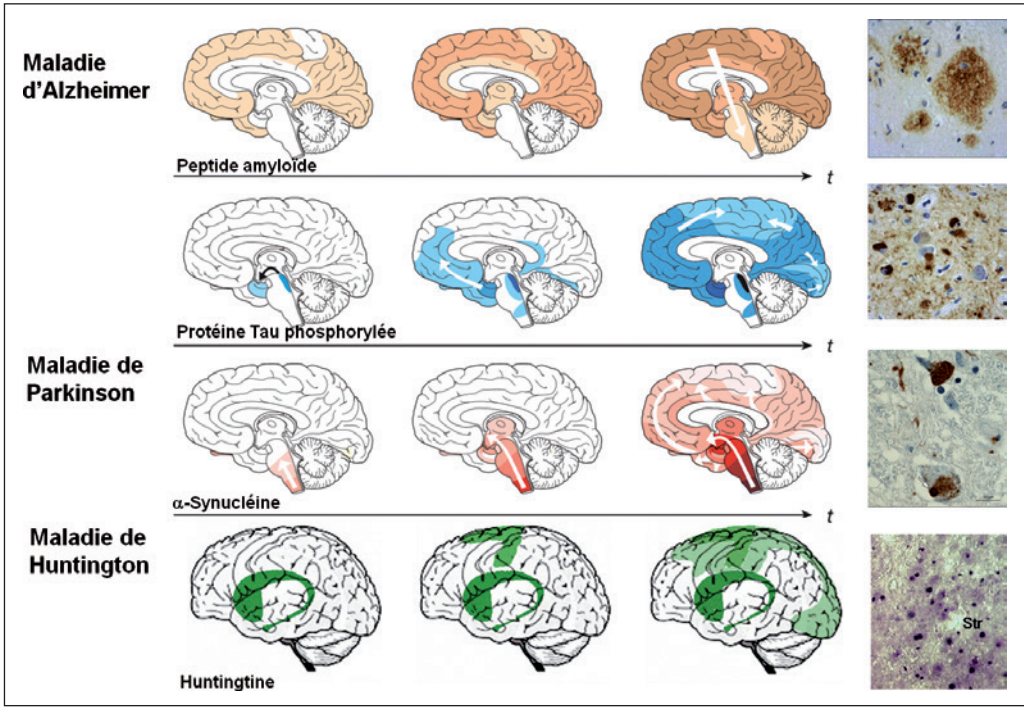 Maladie
d'Alzheimer
Peptide amyloïde
t
Protéine Tau phosphorylée
t
Maladie de
Parkinson
α-Synucléine
t
Maladie de
Huntington
Str
Huntingtine